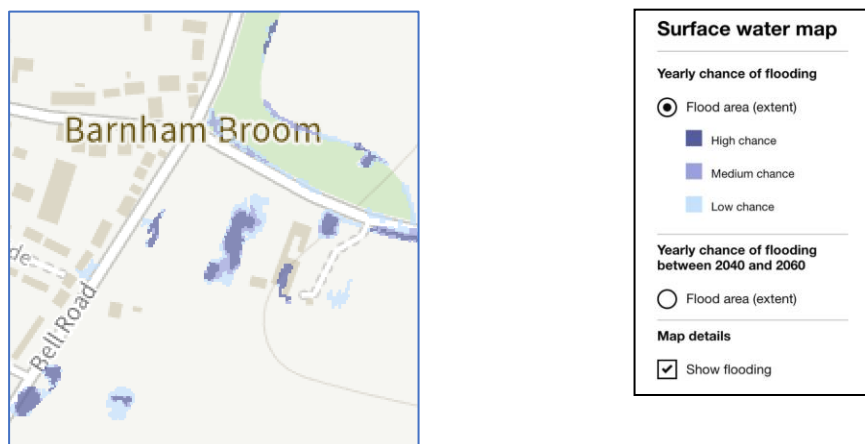 Barnham Broom
de
Bell Road
Surface water map
Yearly chance of flooding
Flood area (extent)
High chance
Medium chance
Low chance
Yearly chance of flooding
between 2040 and 2060
Flood area (extent)
Map details
Show flooding